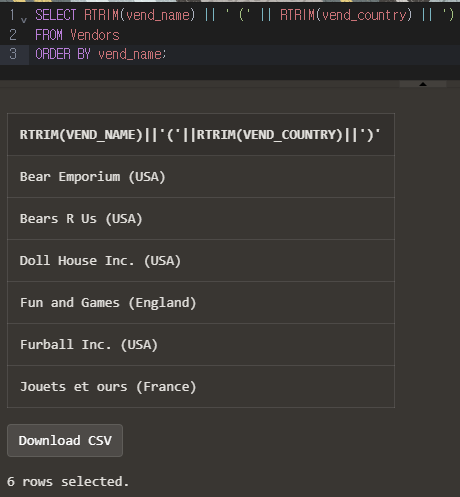 1 SELECT RTRIM(vend_name) || ' (' || RTRIM(vend_country) || ')
2 FROM Vendors
3 ORDER BY vend_name;
RTRIM(VEND_NAME)||'('||RTRIM(VEND_COUNTRY)||')'
Bear Emporium (USA)
Bears R Us (USA)
Doll House Inc. (USA)
Fun and Games (England)
Furball Inc. (USA)
Jouets et ours (France)
Download CSV
6 rows selected.